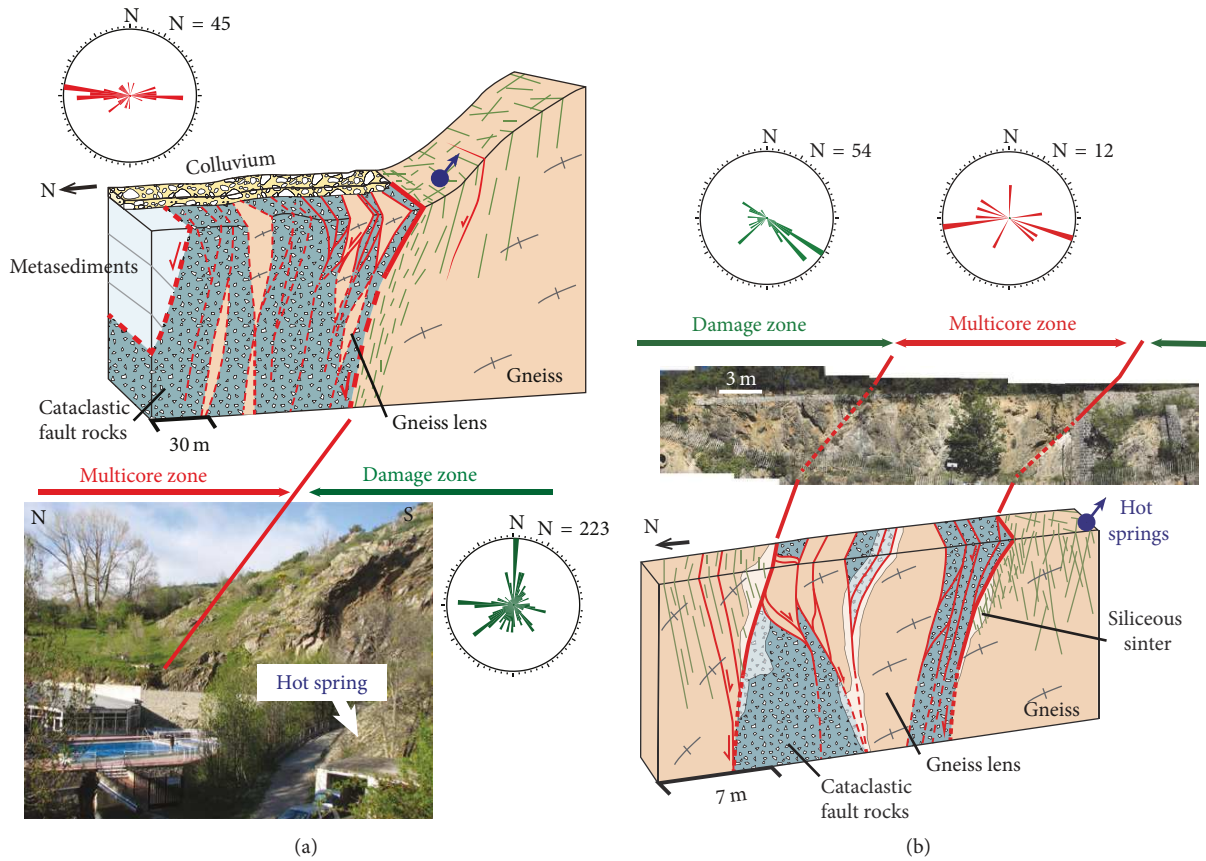 N
N = 45
Colluvium
N
Metasediments
Cataclastic
fault rocks
30 m
Gneiss
Gneiss lens
Multicore zone
Damage zone
N
S
Hot spring
N
N = 223
(a)
N
N = 54
N
N = 12
Damage zone
Multicore zone
3 m
N
Hot
springs
Siliceous
sinter
Gneiss
Gneiss lens
Cataclastic
fault rocks
7 m
(b)